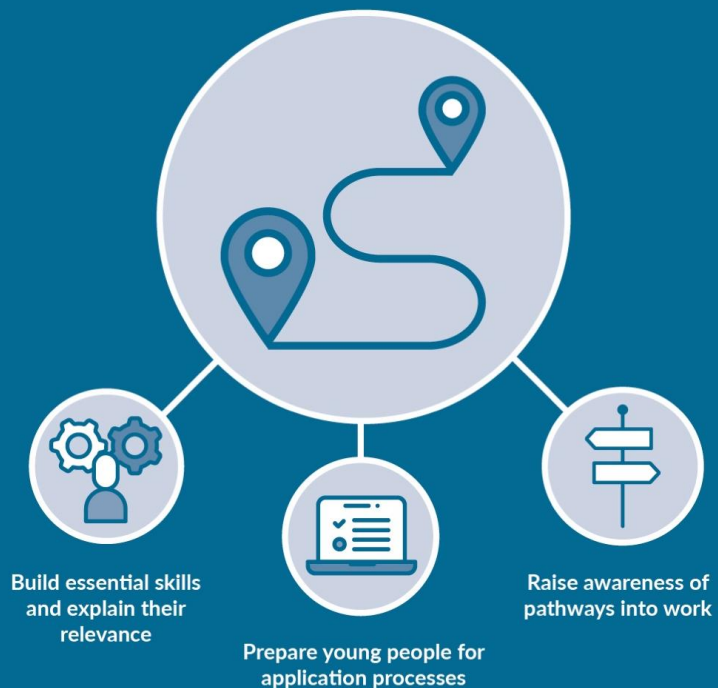 Build essential skills
and explain their
relevance
Prepare young people for
application processes
Raise awareness of
pathways into work